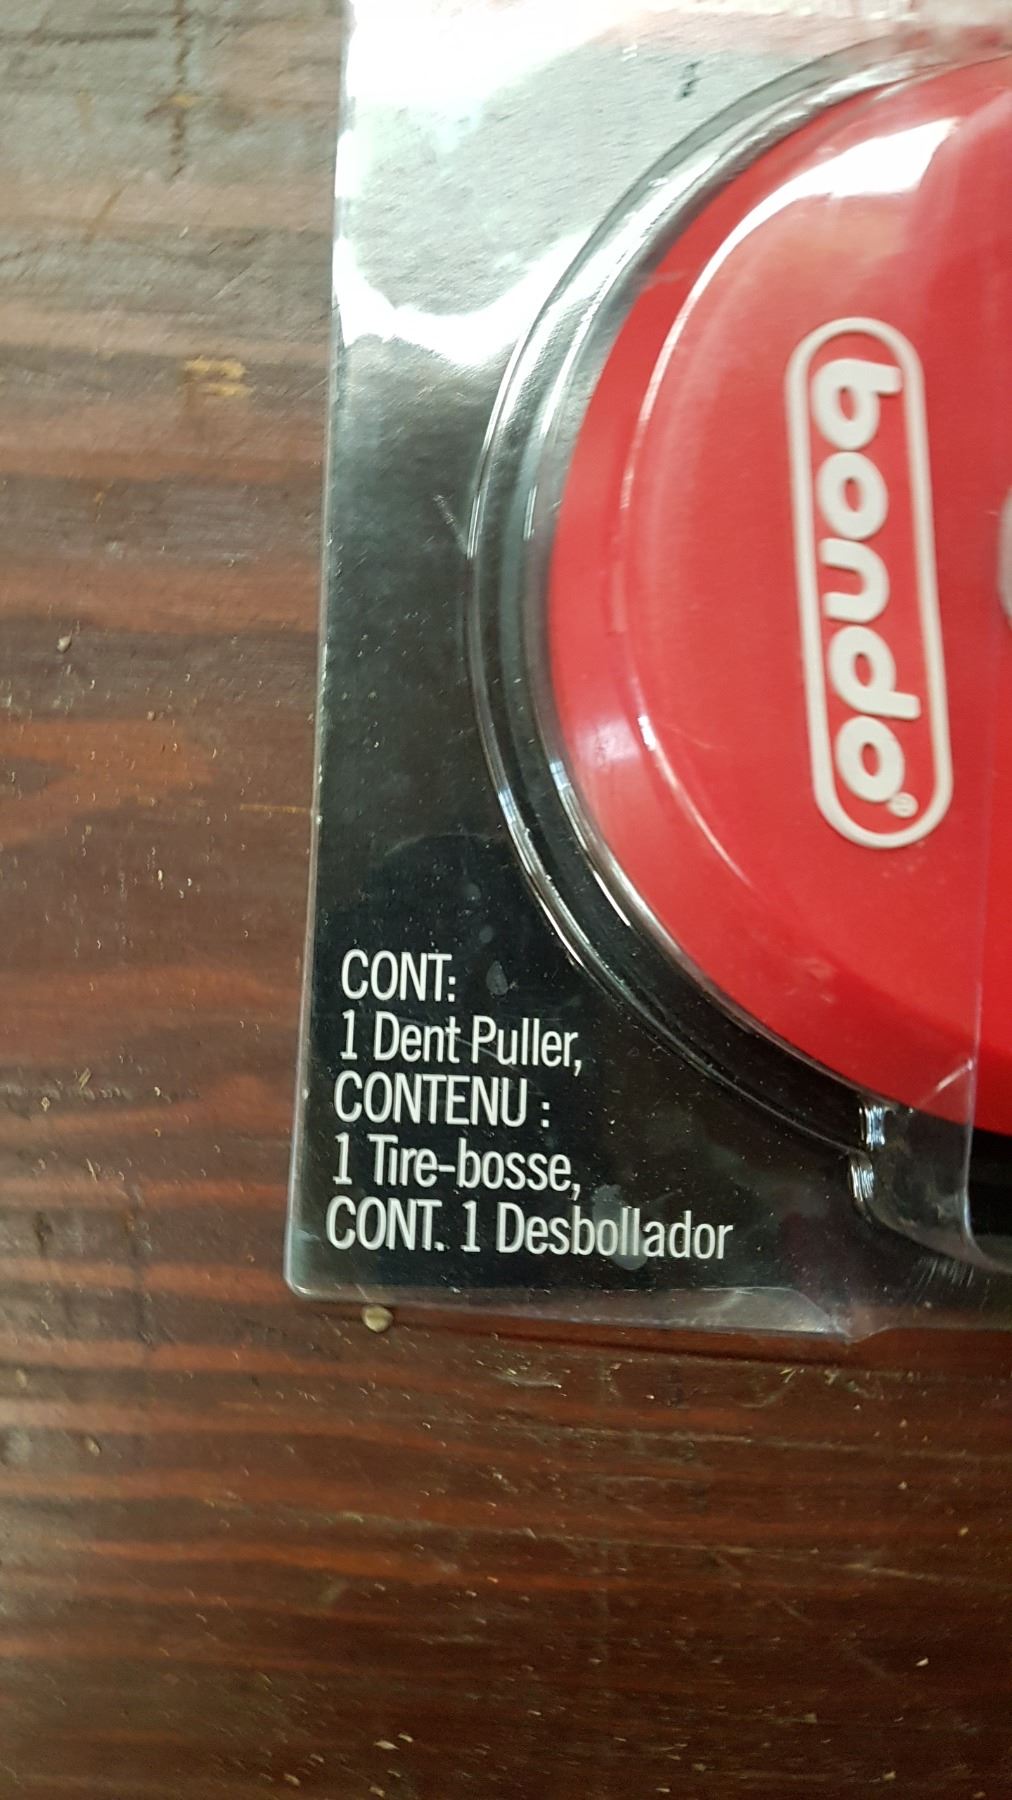 bondo®
CONT:
1 Dent Puller,
CONTENU :
1 Tire-bosse,
CONT. 1 Desbollador